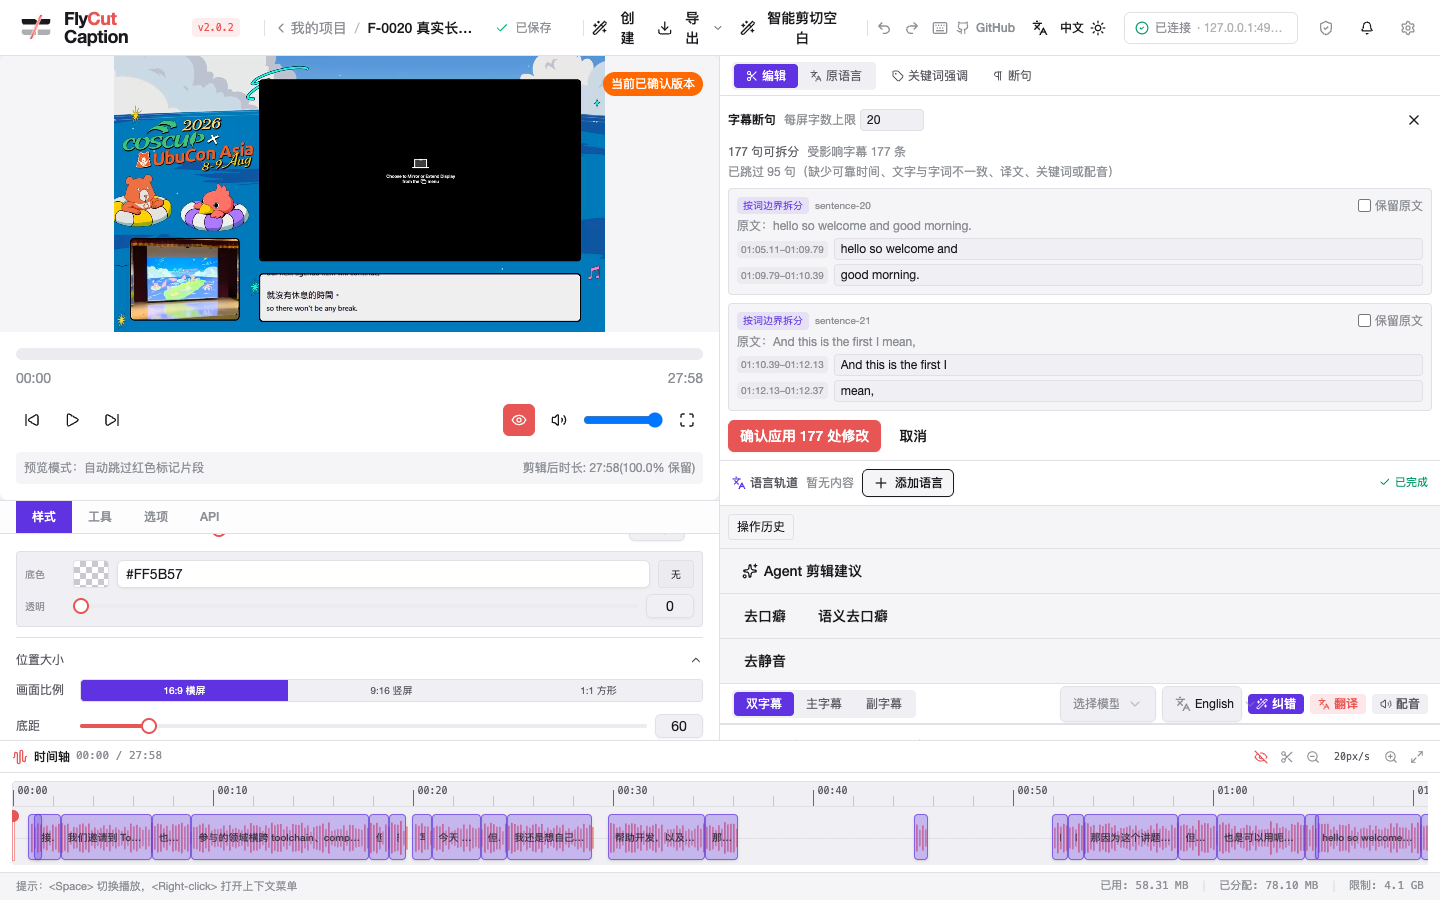 FlyCut
Caption
v2.0.2
我的项目 / F-0020 真实长...
已保存
创建
导出
智能剪切空白
GitHub
中文
已连接 · 127.0.0.1:49...
当前已确认版本
2026
COSCUP x
UbuCon Asia
8-9.Aug
Choose to Mirror or Extend Display
from the menu
就沒有休息的時間。
so there won't be any break.
00:00
27:58
预览模式：自动跳过红色标记片段
剪辑后时长: 27:58(100.0% 保留)
样式
工具
选项
API
底色
#FF5B57
无
透明
0
位置大小
画面比例
16:9 横屏
9:16 竖屏
1:1 方形
底距
60
编辑
原语言
关键词强调
断句
字幕断句
每屏字数上限
20
177 句可拆分 受影响字幕 177 条
已跳过 95 句（缺少可靠时间、文字与字词不一致、译文、关键词或配音）
按词边界拆分 sentence-20
保留原文
原文：hello so welcome and good morning.
01:05.11–01:09.79 hello so welcome and
01:09.79–01:10.39 good morning.
按词边界拆分 sentence-21
保留原文
原文：And this is the first I mean,
01:10.39–01:12.13 And this is the first I
01:12.13–01:12.37 mean,
确认应用 177 处修改
取消
语言轨道 暂无内容
添加语言
已完成
操作历史
Agent 剪辑建议
去口癖
语义去口癖
去静音
双字幕
主字幕
副字幕
选择模型
English
纠错
翻译
配音
时间轴 00:00 / 27:58
20px/s
00:00
00:10
00:20
00:30
00:40
00:50
01:00
01
接.
我们邀请到 To...
也...
参与的领域横跨 toolchain、comp...
今天 ...
但.
我还是想自己...
帮助开发、以及...
那...
那因为这个讲题...
但...
也是可以用呢...
hello so welcome...
提示：<Space> 切换播放，<Right-click> 打开上下文菜单
已用: 58.31 MB
已分配: 78.10 MB
限制: 4.1 GB